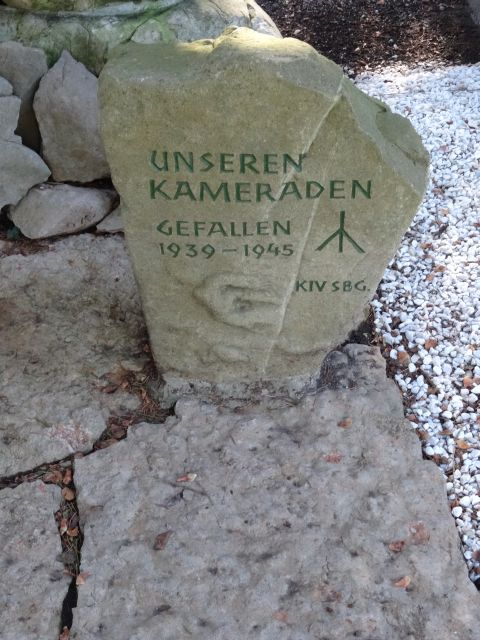 UNSEREN
KAMERADEN
GEFALLEN
1939-1945
KIV SBG.